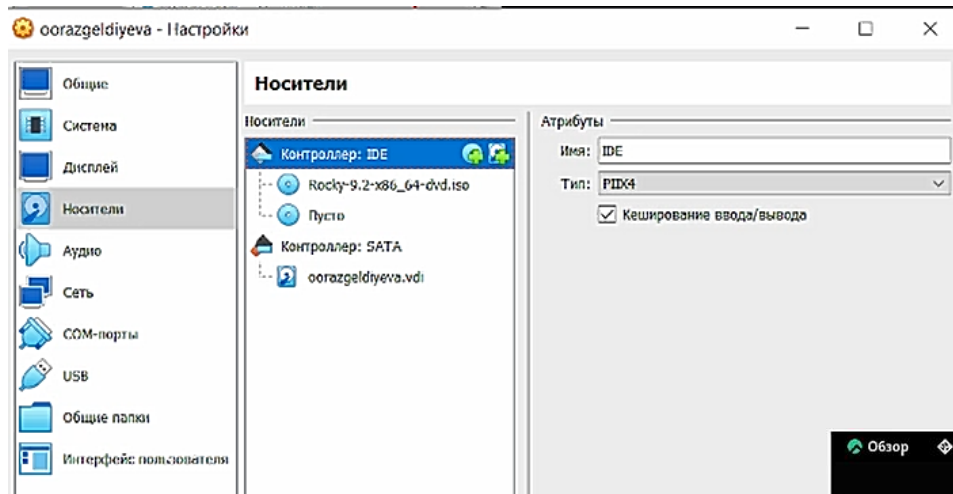 oorazgeldiyeva - Настройки
Общие
Система
Дисплей
Носители
Аудио
Сеть
COM-порты
USB
Общие папки
Интерфейс пользователя
Носители
Носители
Контроллер: IDE
Rocky-9.2-x86_64-dvd.iso
Пусто
Контроллер: SATA
oorazgeldiyeva.vdi
Атрибуты
Имя: IDE
Тип: PIIX4
Кеширование ввода/вывода
Обзор